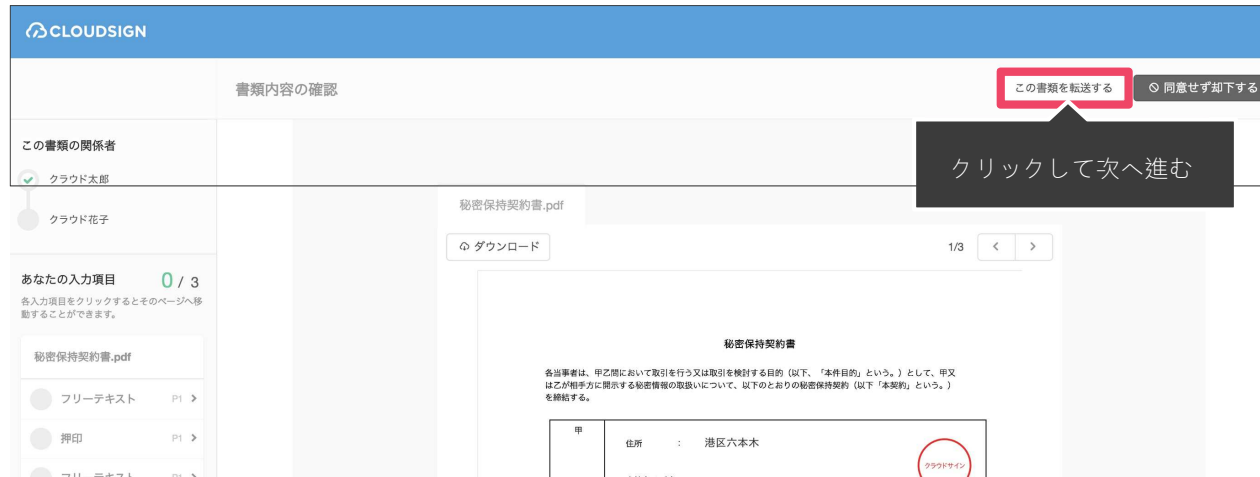 CLOUDSIGN
書類内容の確認
この書類を転送する
同意せず却下する
クリックして次へ進む
この書類の関係者
クラウド太郎
クラウド花子
あなたの入力項目 0 / 3
各入力項目をクリックするとそのページへ移
動することができます。
秘密保持契約書.pdf
フリーテキスト P1
押印 P1
フリーテキスト P1
秘密保持契約書.pdf
ダウンロード
1/3 < >
秘密保持契約書
各当事者は、甲乙間において取引を行う又は取引を検討する目的（以下、「本件目的」という。）として、甲又
は乙が相手方に開示する秘密情報の取扱いについて、以下のとおりの秘密保持契約（以下「本契約」という。）
を締結する。
甲
住所 : 港区六本木
クラウドサイン